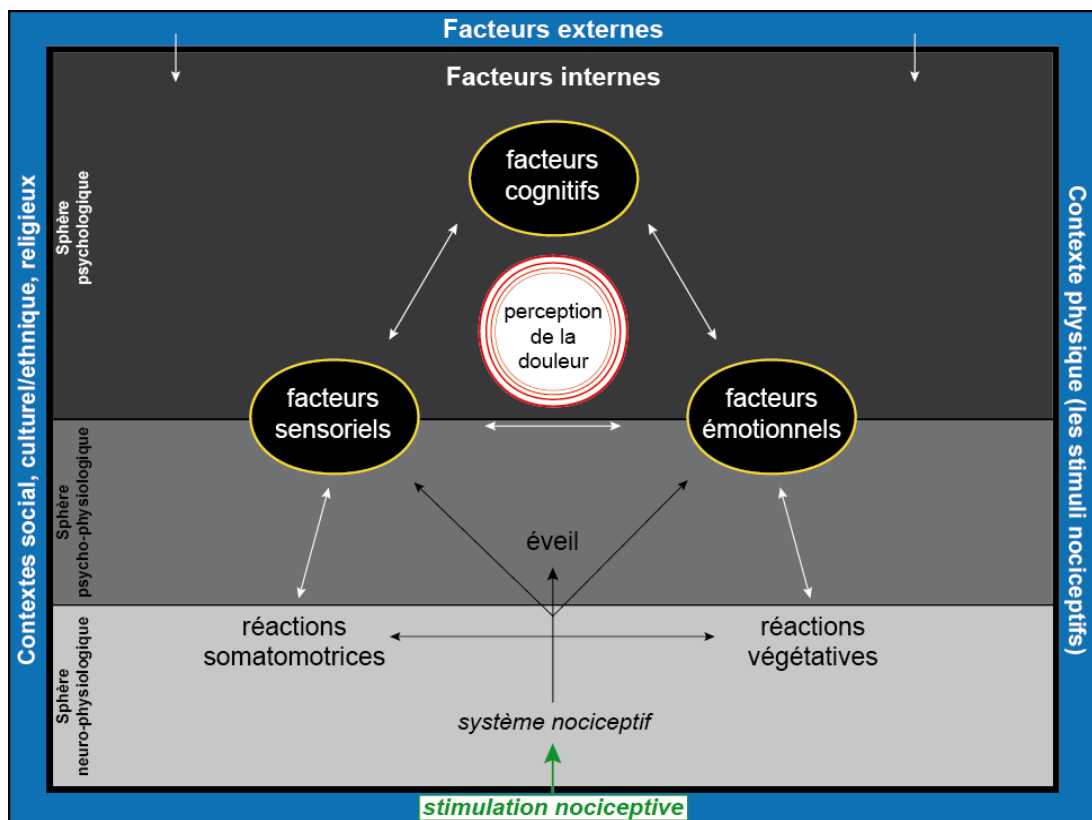 Facteurs externes
Facteurs internes
Contextes social, culturel/ethnique, religieux
Contexte physique (les stimuli nociceptifs)
Sphère
psychologique
facteurs
cognitifs
perception
de la
douleur
facteurs
sensoriels
facteurs
émotionnels
Sphère
psycho-physiologique
éveil
Sphère
neuro-physiologique
réactions
somatomotrices
réactions
végétatives
système nociceptif
stimulation nociceptive